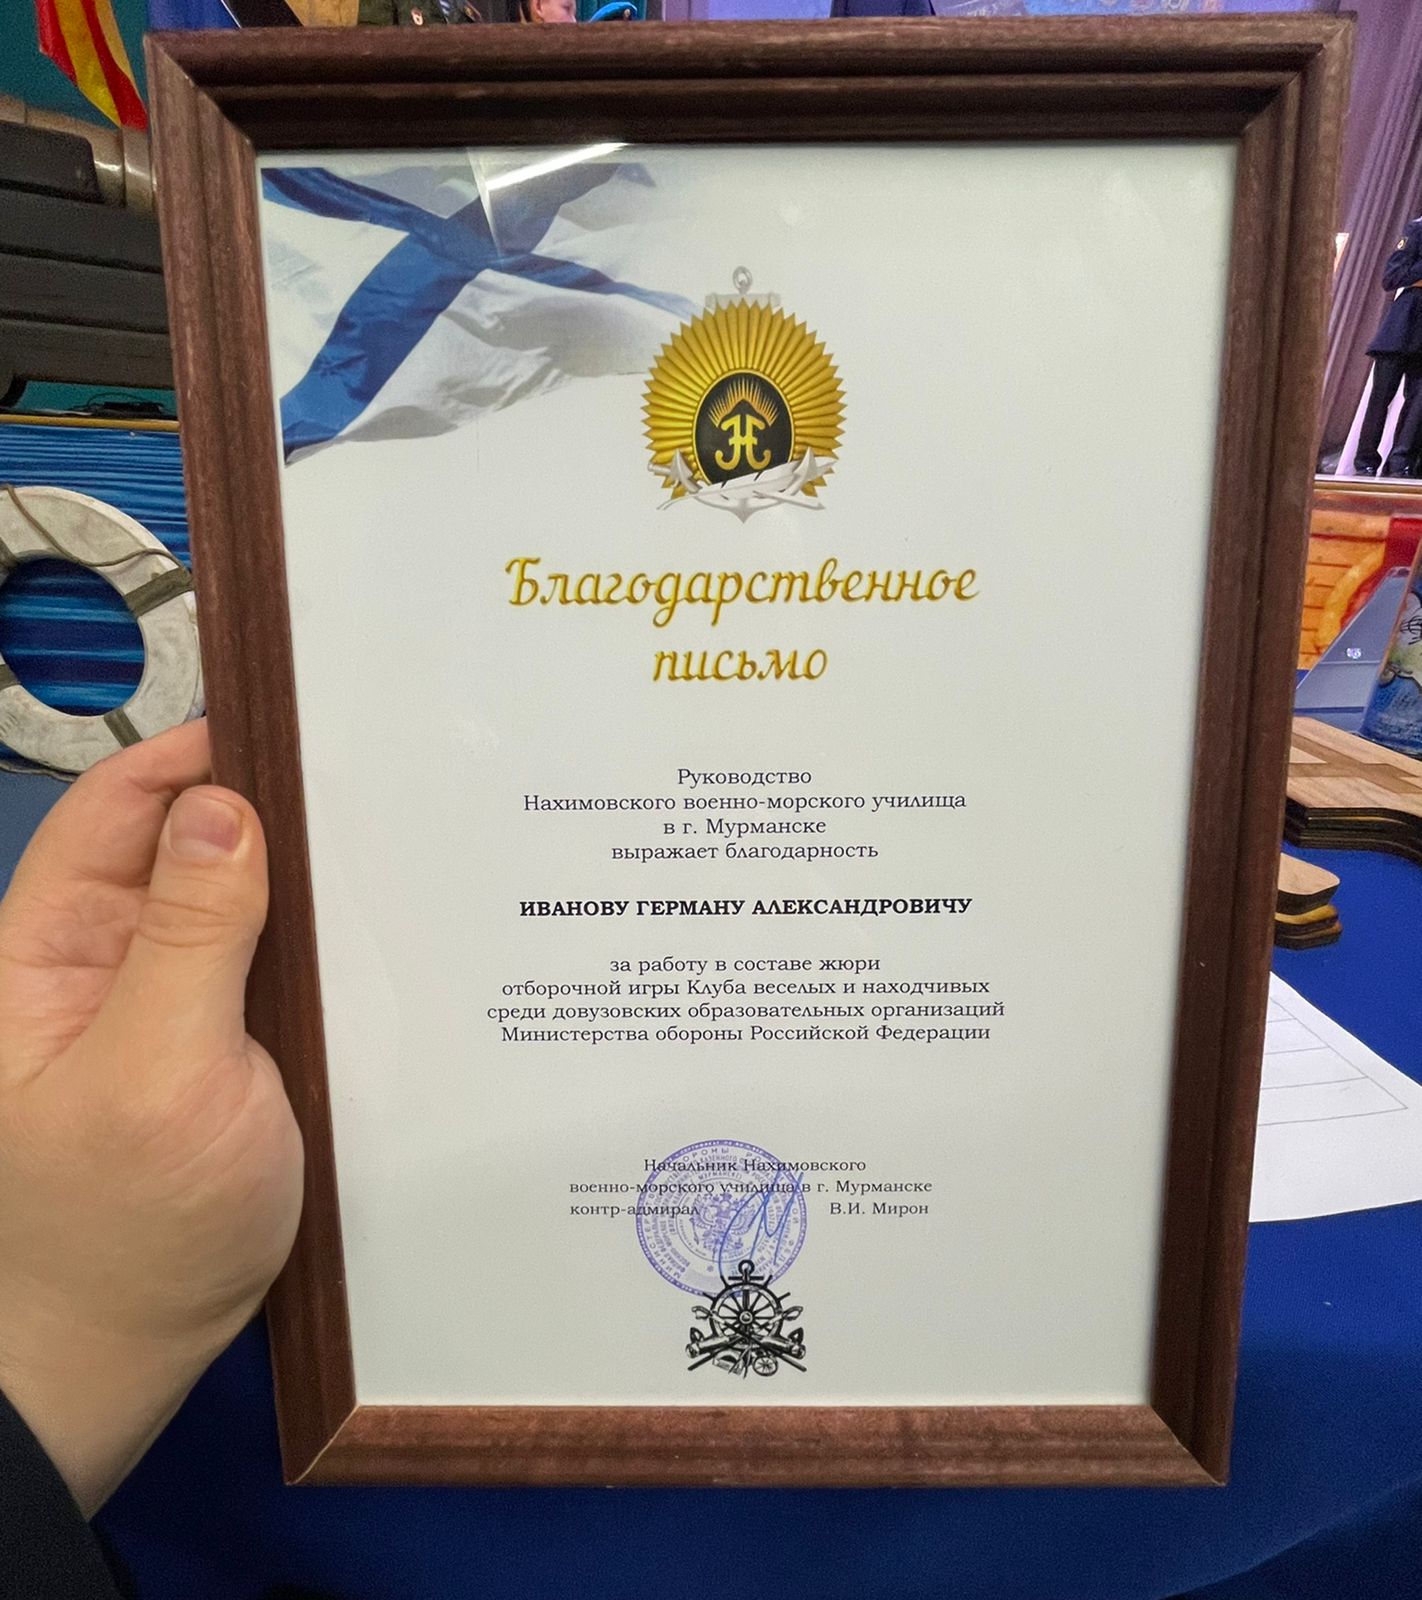 Благодарственное
письмо
Руководство
Нахимовского военно-морского училища
в г. Мурманске
выражает благодарность
ИВАНОВУ ГЕРМАНУ АЛЕКСАНДРОВИЧУ
за работу в составе жюри
отборочной игры Клуба веселых и находчивых
среди довузовских образовательных организаций
Министерства обороны Российской Федерации
Начальник Нахимовского
военно-морского училища в г. Мурманске
контр-адмирал В.И. Мирон